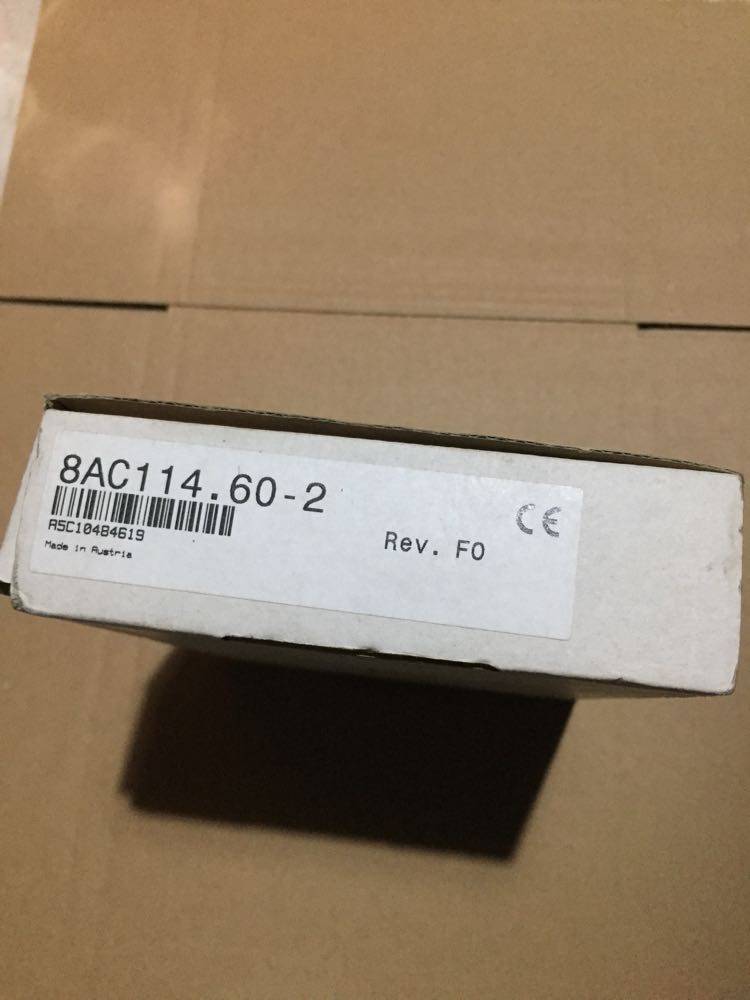 8AC114.60-2
CE
A5C10484619
Rev. F0
Made in Austria